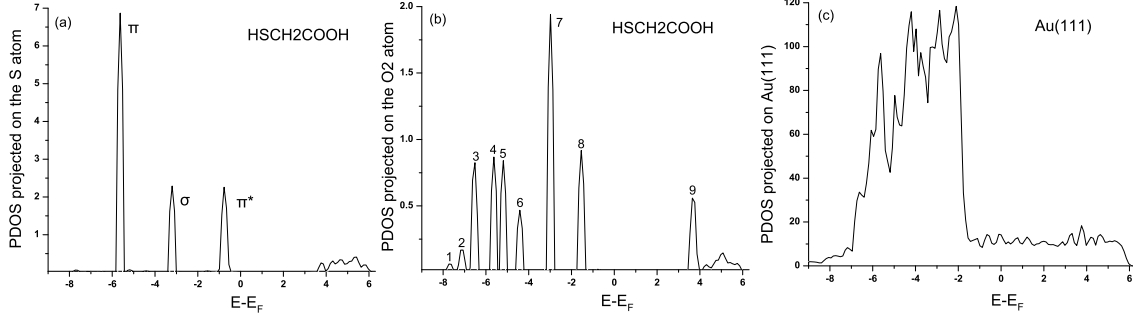 (a)
HSCH2COOH
π
σ
π*
PDOS projected on the S atom
7
6
5
4
3
2
1
-8 -6 -4 -2 0 2 4 6
E-EF
(b)
HSCH2COOH
1 2 3 4 5 6 7 8 9
PDOS projected on the O2 atom
2.0
1.5
1.0
0.5
-8 -6 -4 -2 0 2 4 6
E-EF
(c)
Au(111)
PDOS projected on Au(111)
120
100
80
60
40
20
0
-8 -6 -4 -2 0 2 4 6
E-EF